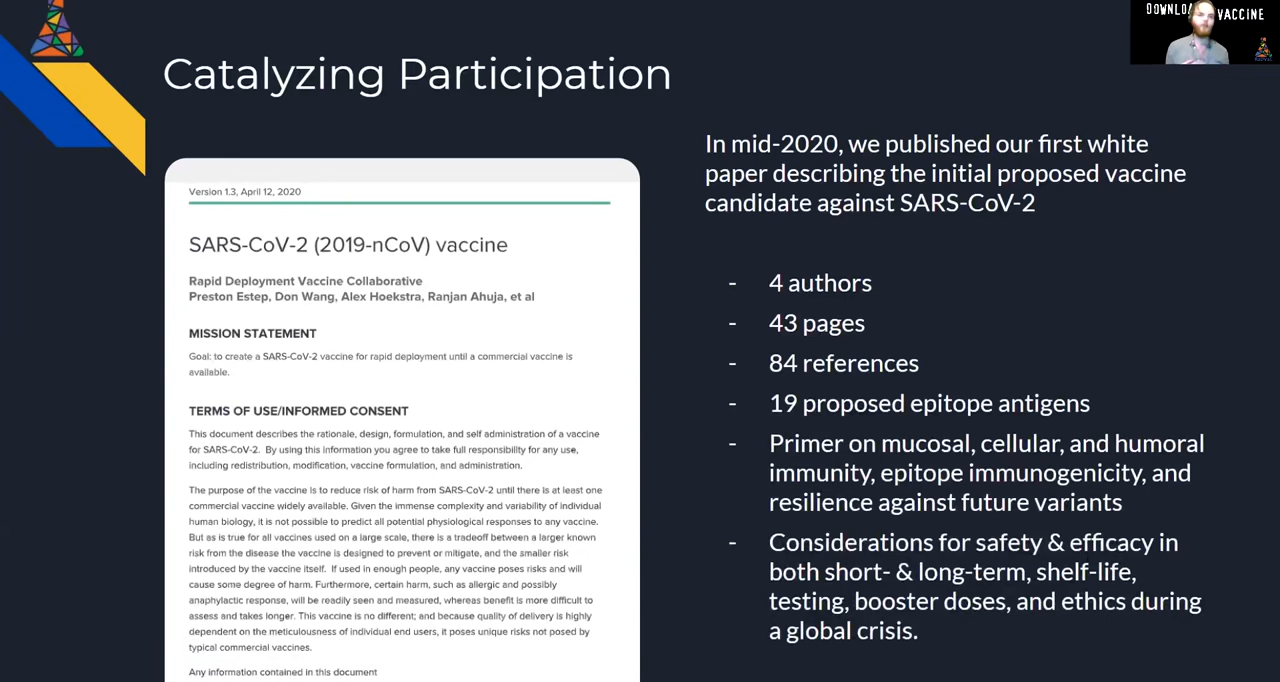 Catalyzing Participation
VACCINE
Version 1.3, April 12, 2020
SARS-CoV-2 (2019-nCoV) vaccine
Rapid Deployment Vaccine Collaborative
Preston Estep, Don Wang, Alex Hoekstra, Ranjan Ahuja, et al
MISSION STATEMENT
Goal: to create a SARS-CoV-2 vaccine for rapid deployment until a commercial vaccine is
available.
TERMS OF USE/INFORMED CONSENT
This document describes the rationale, design, formulation, and self administration of a vaccine
for SARS-CoV-2. By using this information you agree to take full responsibility for any use,
including redistribution, modification, vaccine formulation, and administration.
The purpose of the vaccine is to reduce risk of harm from SARS-CoV-2 until there is at least one
commercial vaccine widely available. Given the immense complexity and variability of individual
human biology, it is not possible to predict all potential physiological responses to any vaccine.
But as is true for all vaccines used on a large scale, there is a tradeoff between a larger known
risk from the disease the vaccine is designed to prevent or mitigate, and the smaller risk
introduced by the vaccine itself. If used in enough people, any vaccine poses risks and will
cause some degree of harm. Furthermore, certain harm, such as allergic and possibly
anaphylactic response, will be readily seen and measured, whereas benefit is more difficult to
assess and takes longer. This vaccine is no different; and because quality of delivery is highly
dependent on the meticulousness of individual end users, it poses unique risks not posed by
typical commercial vaccines.
Any information contained in this document
In mid-2020, we published our first white
paper describing the initial proposed vaccine
candidate against SARS-CoV-2
- 4 authors
- 43 pages
- 84 references
- 19 proposed epitope antigens
- Primer on mucosal, cellular, and humoral
immunity, epitope immunogenicity, and
resilience against future variants
- Considerations for safety & efficacy in
both short- & long-term, shelf-life,
testing, booster doses, and ethics during
a global crisis.